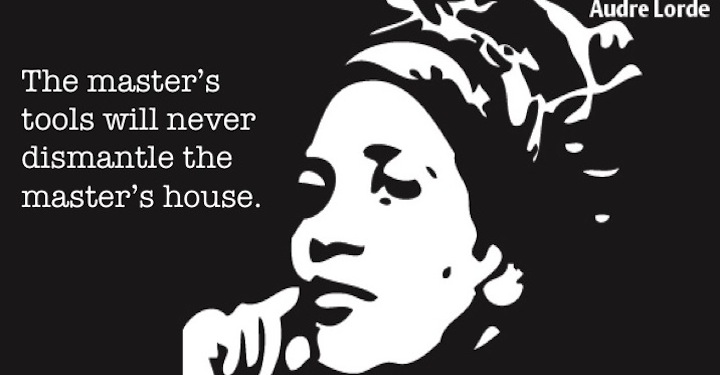 Audre Lorde
The master’s
tools will never
dismantle the
master’s house.